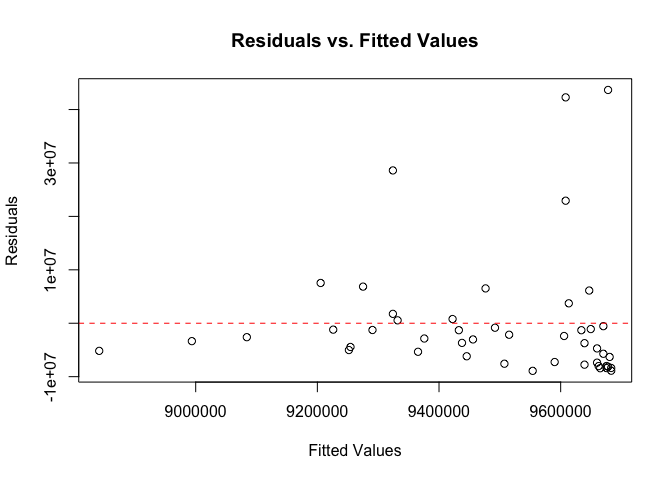 Residuals vs. Fitted Values
Residuals
3e+07
1e+07
-1e+07
9000000 9200000 9400000 9600000
Fitted Values